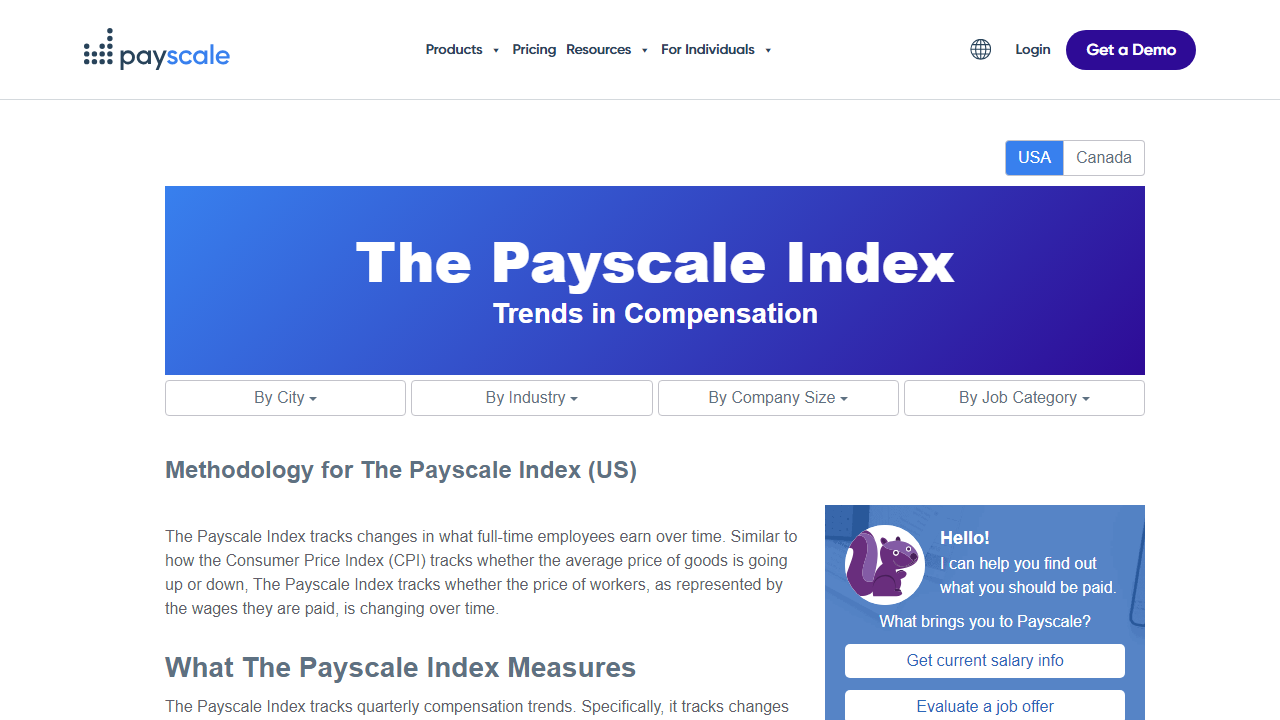 payscale
Products
Pricing
Resources
For Individuals
Login
Get a Demo
USA
Canada
The Payscale Index
Trends in Compensation
By City
By Industry
By Company Size
By Job Category
Methodology for The Payscale Index (US)
The Payscale Index tracks changes in what full-time employees earn over time. Similar to
how the Consumer Price Index (CPI) tracks whether the average price of goods is going
up or down, The Payscale Index tracks whether the price of workers, as represented by
the wages they are paid, is changing over time.
What The Payscale Index Measures
The Payscale Index tracks quarterly compensation trends. Specifically, it tracks changes
Hello!
I can help you find out
what you should be paid.
What brings you to Payscale?
Get current salary info
Evaluate a job offer